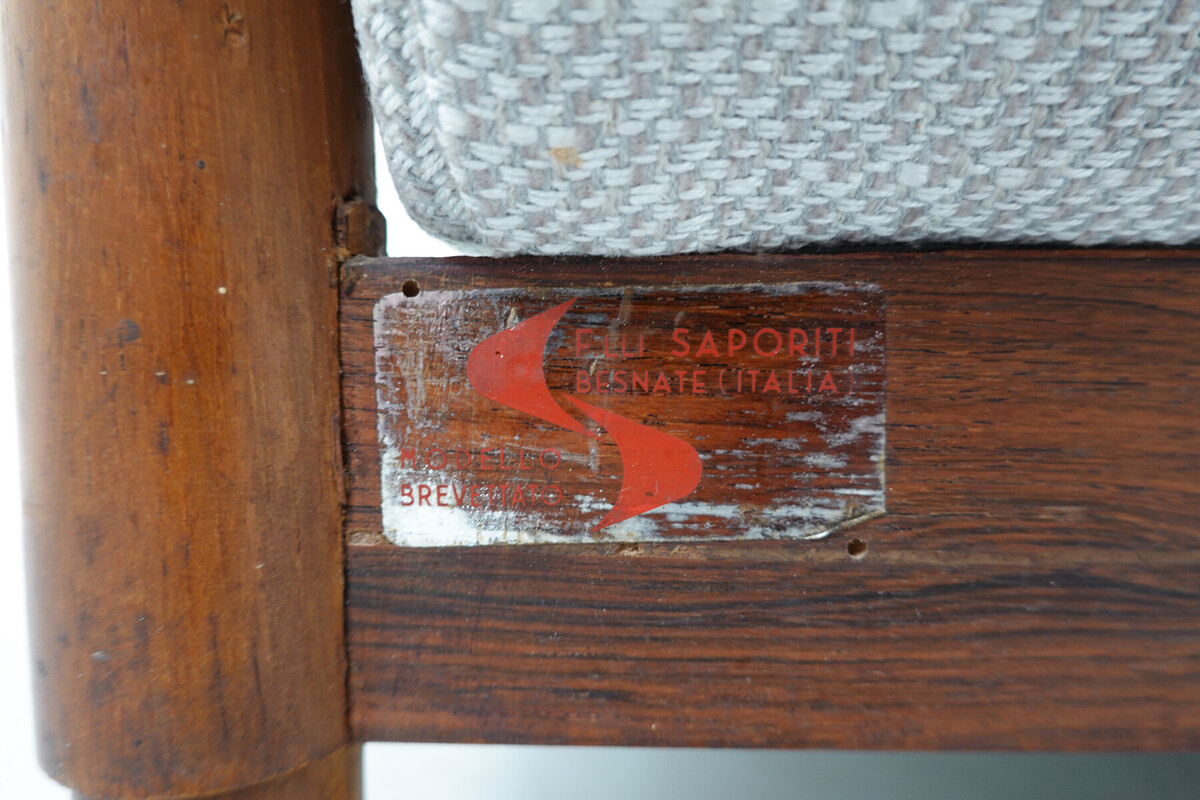 F.lli SAPORITI
BESNATE (ITALIA)
MODELLO
BREVETTATO